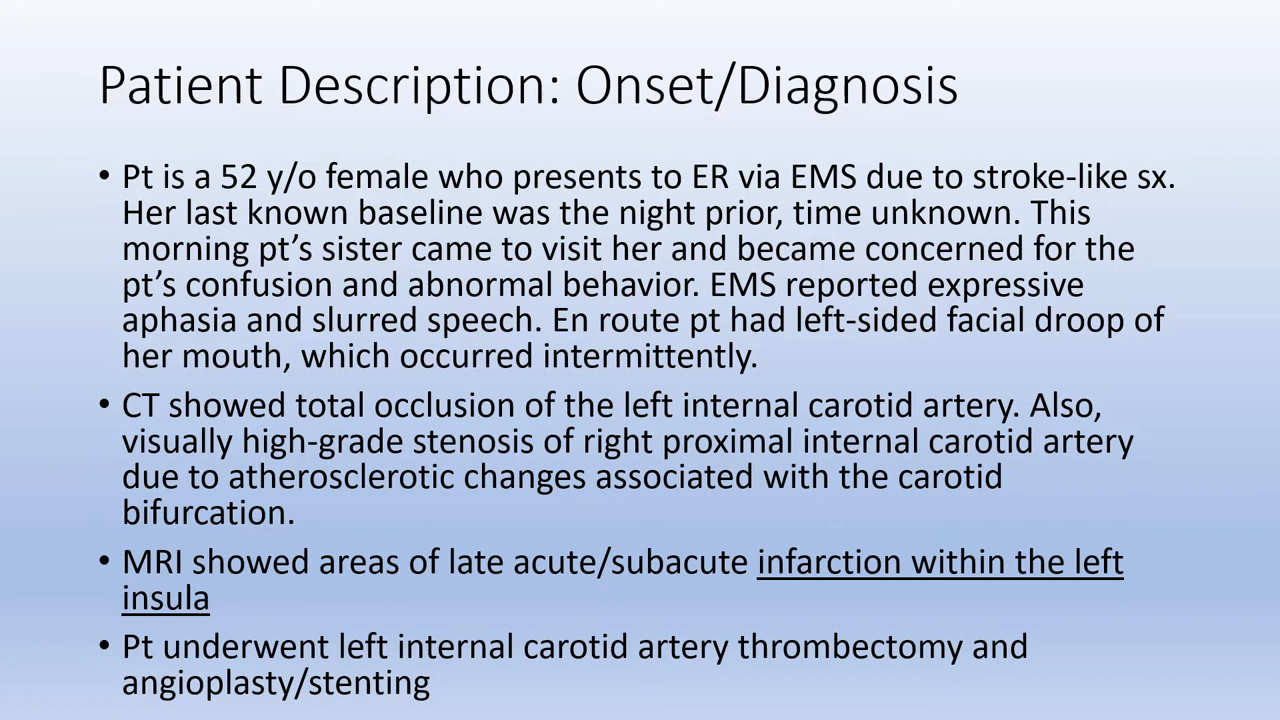 Patient Description: Onset/Diagnosis
• Pt is a 52 y/o female who presents to ER via EMS due to stroke-like sx.
Her last known baseline was the night prior, time unknown. This
morning pt’s sister came to visit her and became concerned for the
pt’s confusion and abnormal behavior. EMS reported expressive
aphasia and slurred speech. En route pt had left-sided facial droop of
her mouth, which occurred intermittently.
• CT showed total occlusion of the left internal carotid artery. Also,
visually high-grade stenosis of right proximal internal carotid artery
due to atherosclerotic changes associated with the carotid
bifurcation.
• MRI showed areas of late acute/subacute infarction within the left
insula
• Pt underwent left internal carotid artery thrombectomy and
angioplasty/stenting